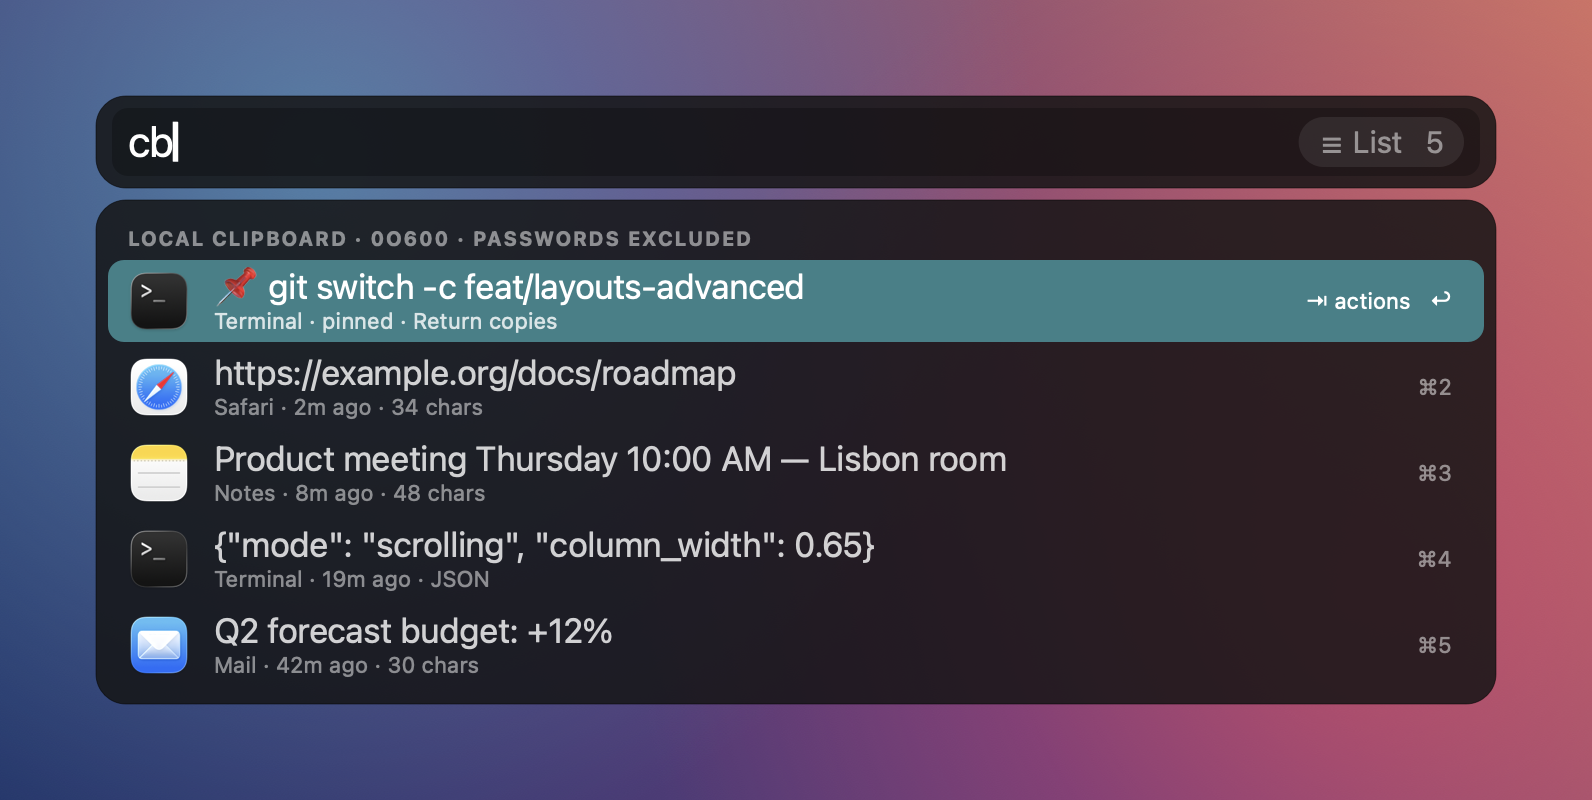 cb
≡ List 5
LOCAL CLIPBOARD · 0O600 · PASSWORDS EXCLUDED
>_
📌 git switch -c feat/layouts-advanced
Terminal · pinned · Return copies
⇥ actions ↩
https://example.org/docs/roadmap
Safari · 2m ago · 34 chars
⌘2
Product meeting Thursday 10:00 AM — Lisbon room
Notes · 8m ago · 48 chars
⌘3
>_
{"mode": "scrolling", "column_width": 0.65}
Terminal · 19m ago · JSON
⌘4
Q2 forecast budget: +12%
Mail · 42m ago · 30 chars
⌘5